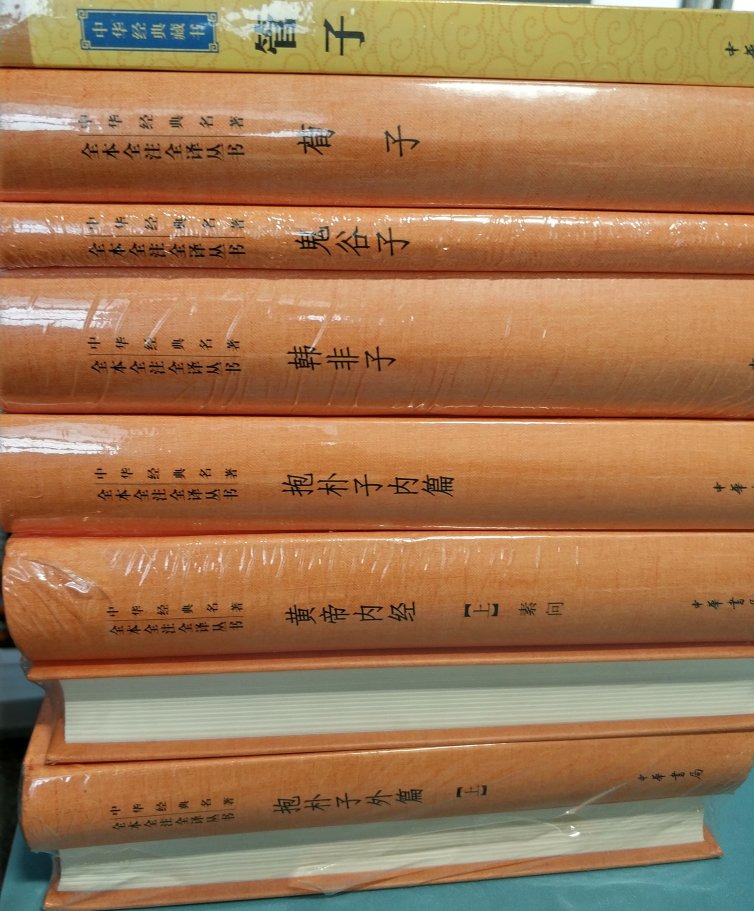 中华经典藏书
管子
中华经典名著
全本全注全译丛书
荀子
中华经典名著
全本全注全译丛书
鬼谷子
中华经典名著
全本全注全译丛书
韩非子
中华经典名著
全本全注全译丛书
抱朴子内篇
中华
中华经典名著
全本全注全译丛书
黄帝内经
【上】
素问
中华书局
中华经典名著
全本全注全译丛书
抱朴子外篇
【上】
中华书局